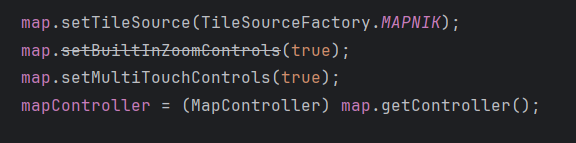 map.setTileSource(TileSourceFactory.MAPNIK);
map.setBuiltInZoomControls(true);
map.setMultiTouchControls(true);
mapController = (MapController) map.getController();